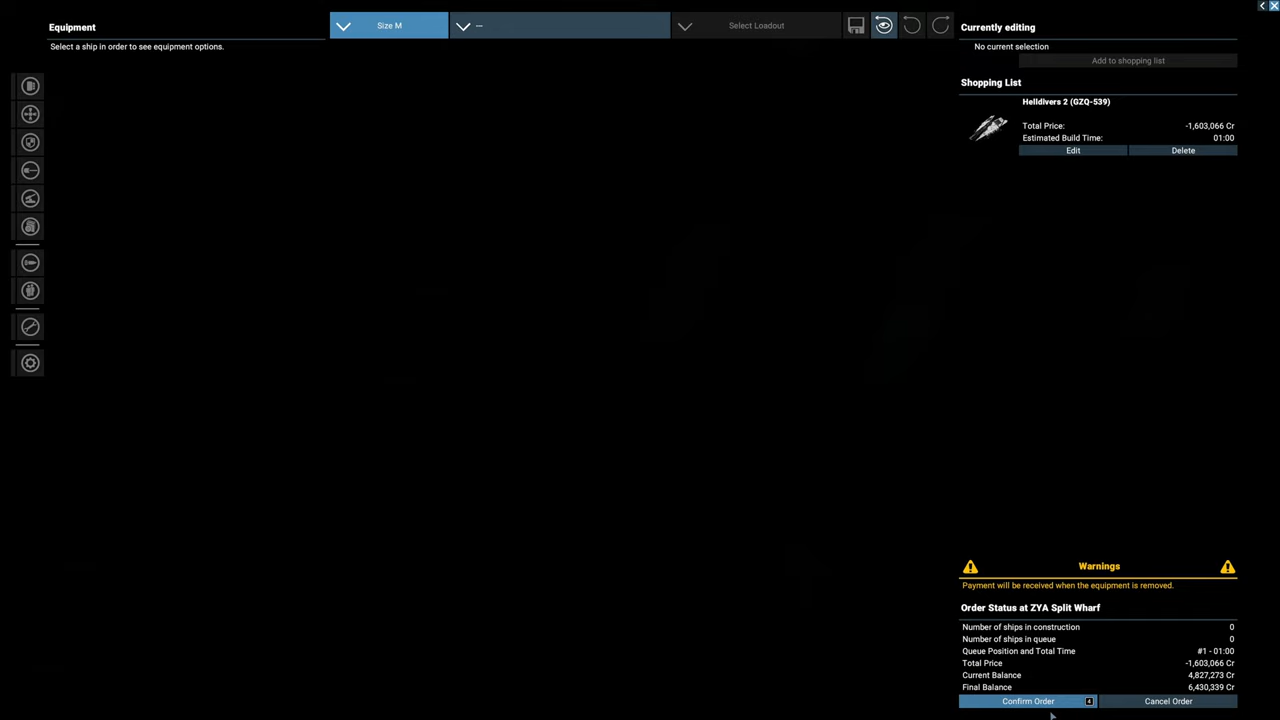 Equipment
Select a ship in order to see equipment options.
Size M
—
Select Loadout
Currently editing
No current selection
Add to shopping list
Shopping List
Helldivers 2 (GZQ-539)
Total Price: -1,603,066 Cr
Estimated Build Time: 01:00
Edit Delete
Warnings
Payment will be received when the equipment is removed.
Order Status at ZYA Split Wharf
Number of ships in construction 0
Number of ships in queue 0
Queue Position and Total Time #1 - 01:00
Total Price -1,603,066 Cr
Current Balance 4,827,273 Cr
Final Balance 6,430,339 Cr
Confirm Order Cancel Order